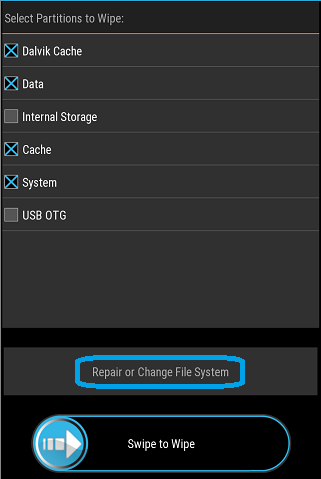 Select Partitions to Wipe:
Dalvik Cache
Data
Internal Storage
Cache
System
USB OTG
Repair or Change File System
Swipe to Wipe